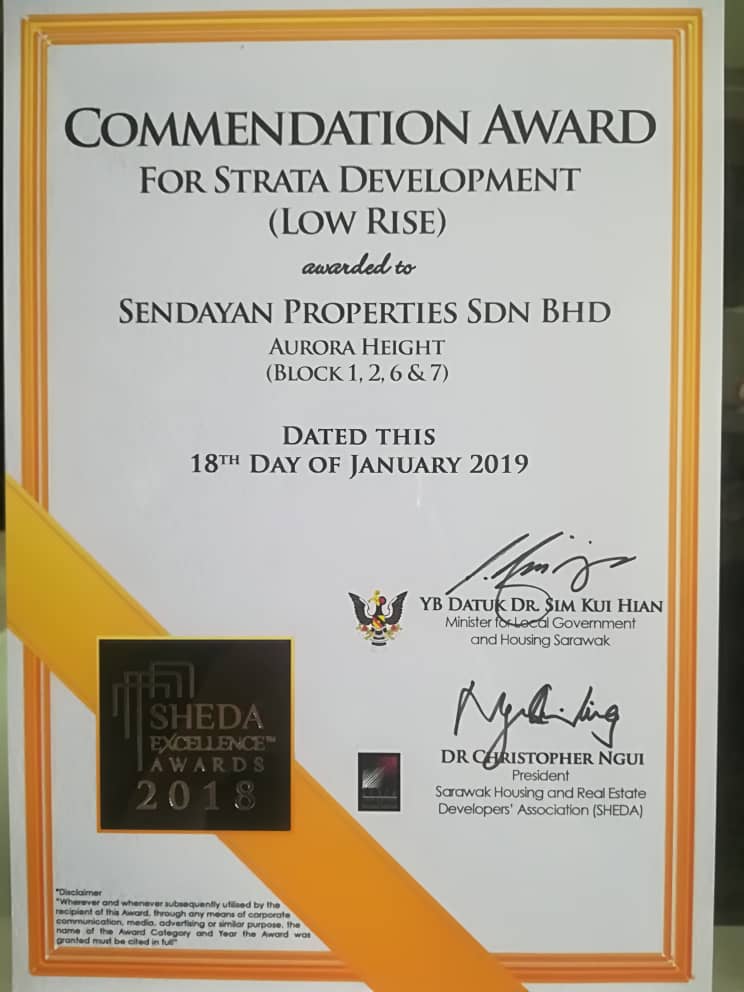 COMMENDATION AWARD
FOR STRATA DEVELOPMENT
(LOW RISE)
awarded to
SENDAYAN PROPERTIES SDN BHD
AURORA HEIGHT
(BLOCK 1, 2, 6 & 7)
DATED THIS
18TH DAY OF JANUARY 2019
YB DATUK DR. SIM KUI HIAN
Minister for Local Government
and Housing Sarawak
DR CHRISTOPHER NGUI
President
Sarawak Housing and Real Estate
Developers' Association (SHEDA)
SHEDA
EXCELLENCE™
AWARDS
2018
*Disclaimer
"Wherever and whenever subsequently utilised by the
recipient of this Award, through any means of corporate
communication, media, advertising or similar purpose, the
name of the Award Category and Year the Award was
granted must be cited in full"